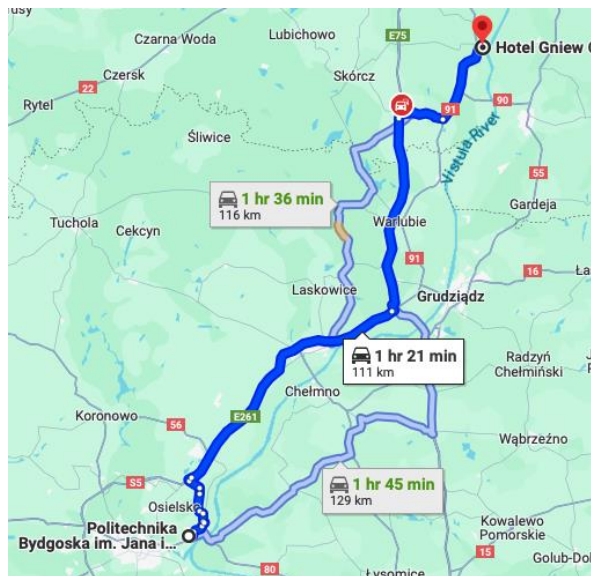 usy
Czarna Woda
Lubichowo
E75
Hotel Gniew
Czersk
Skórcz
22
91
90
Rytel
Śliwice
Vistula River
55
1 hr 36 min
116 km
Gardeja
Tuchola
Cekcyn
Warlubie
91
16
Laskowice
Grudziądz
1 hr 21 min
111 km
Radzyń
Chełmiński
Chełmno
Koronowo
56
E261
Wąbrzeźno
S5
Osielsko
1 hr 45 min
129 km
Politechnika
Bydgoska im. Jana i...
Kowalewo
Pomorskie
15
Golub-Do
80
Łysomice